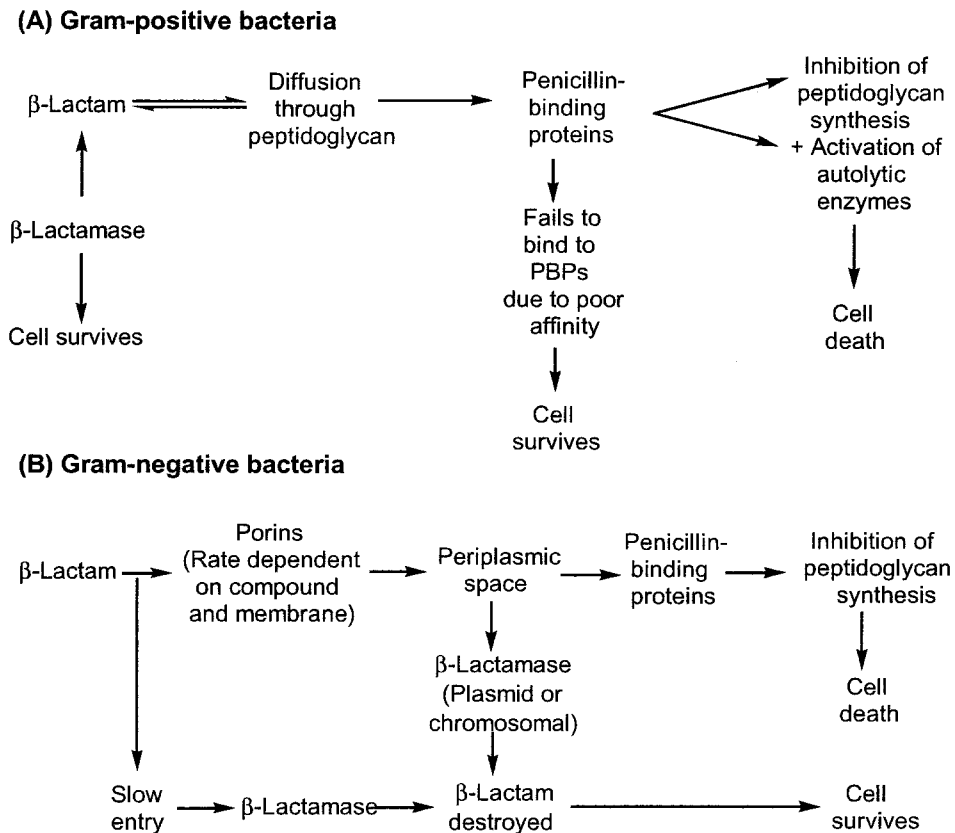 (A) Gram-positive bacteria
β-Lactam
Diffusion
through
peptidoglycan
Penicillin-
binding
proteins
Inhibition of
peptidoglycan
synthesis
+ Activation of
autolytic
enzymes
β-Lactamase
Cell survives
Fails to
bind to
PBPs
due to poor
affinity
Cell
survives
Cell
death
(B) Gram-negative bacteria
β-Lactam
Porins
(Rate dependent
on compound
and membrane)
Periplasmic
space
Penicillin-
binding
proteins
Inhibition of
peptidoglycan
synthesis
β-Lactamase
(Plasmid or
chromosomal)
Cell
death
Slow
entry
β-Lactamase
β-Lactam
destroyed
Cell
survives